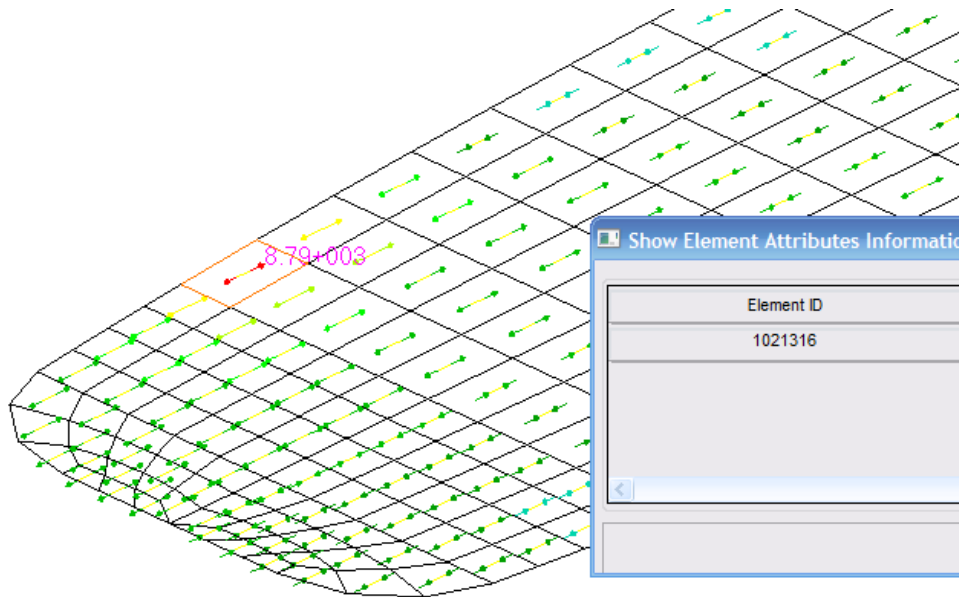 8.79+003
Show Element Attributes Informatio
Element ID
1021316